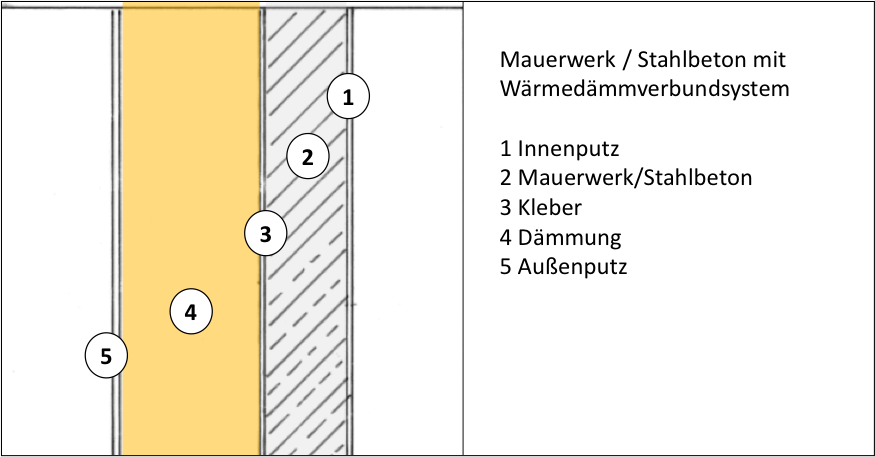 1
2
3
4
5
Mauerwerk / Stahlbeton mit
Wärmedämmverbundsystem
1 Innenputz
2 Mauerwerk/Stahlbeton
3 Kleber
4 Dämmung
5 Außenputz